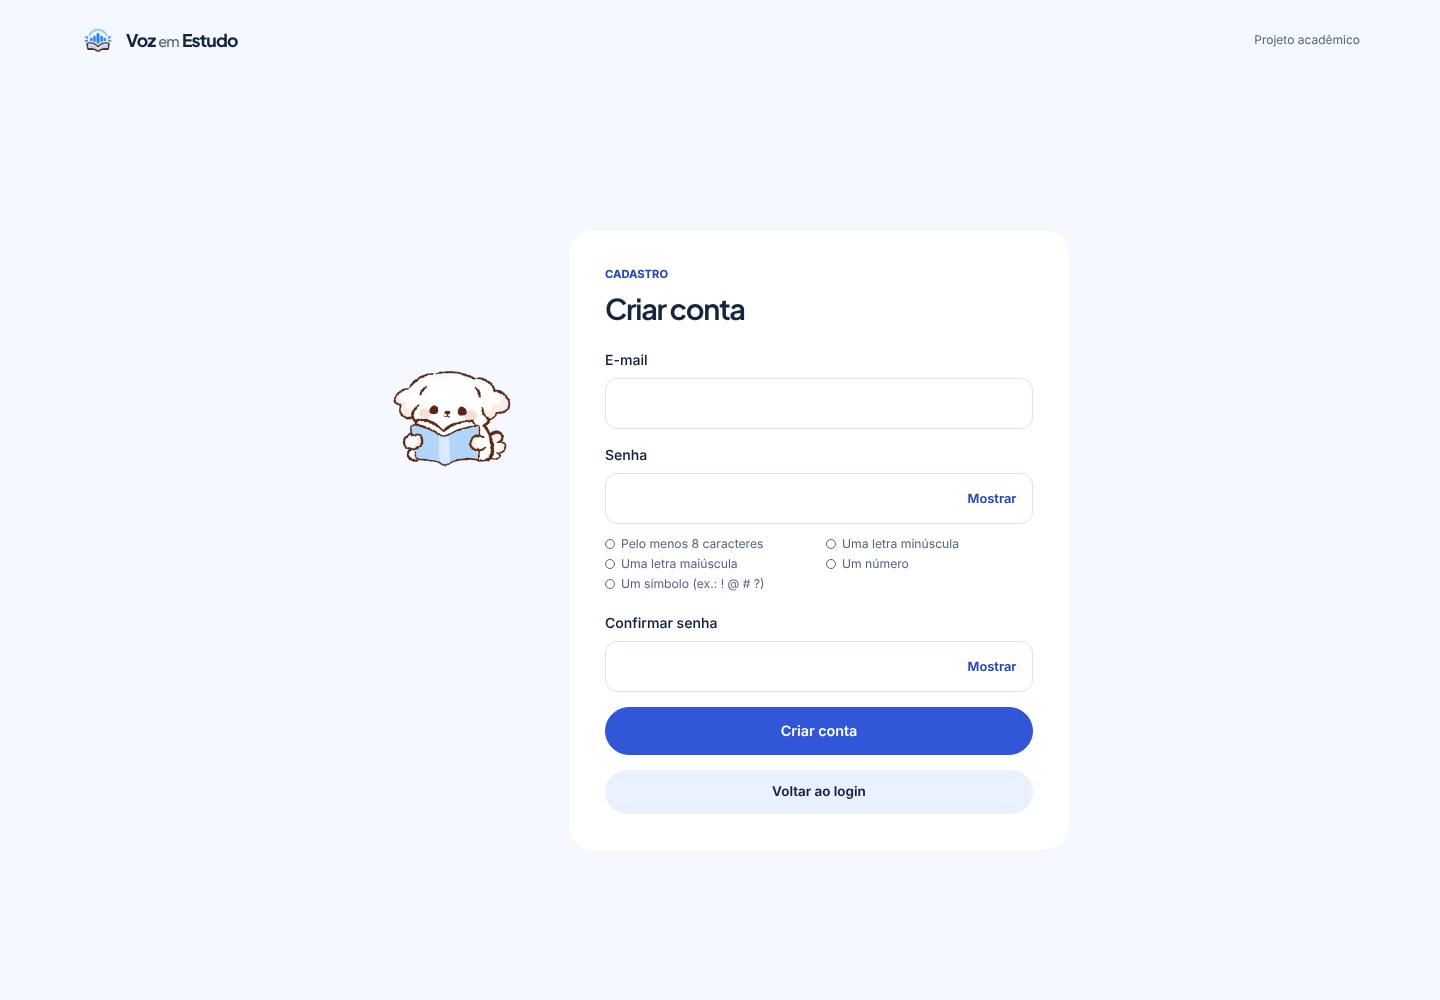 Voz em Estudo
Projeto acadêmico
CADASTRO
Criar conta
E-mail
Senha
Mostrar
Pelo menos 8 caracteres
Uma letra minúscula
Uma letra maiúscula
Um número
Um símbolo (ex.: ! @ # ?)
Confirmar senha
Mostrar
Criar conta
Voltar ao login